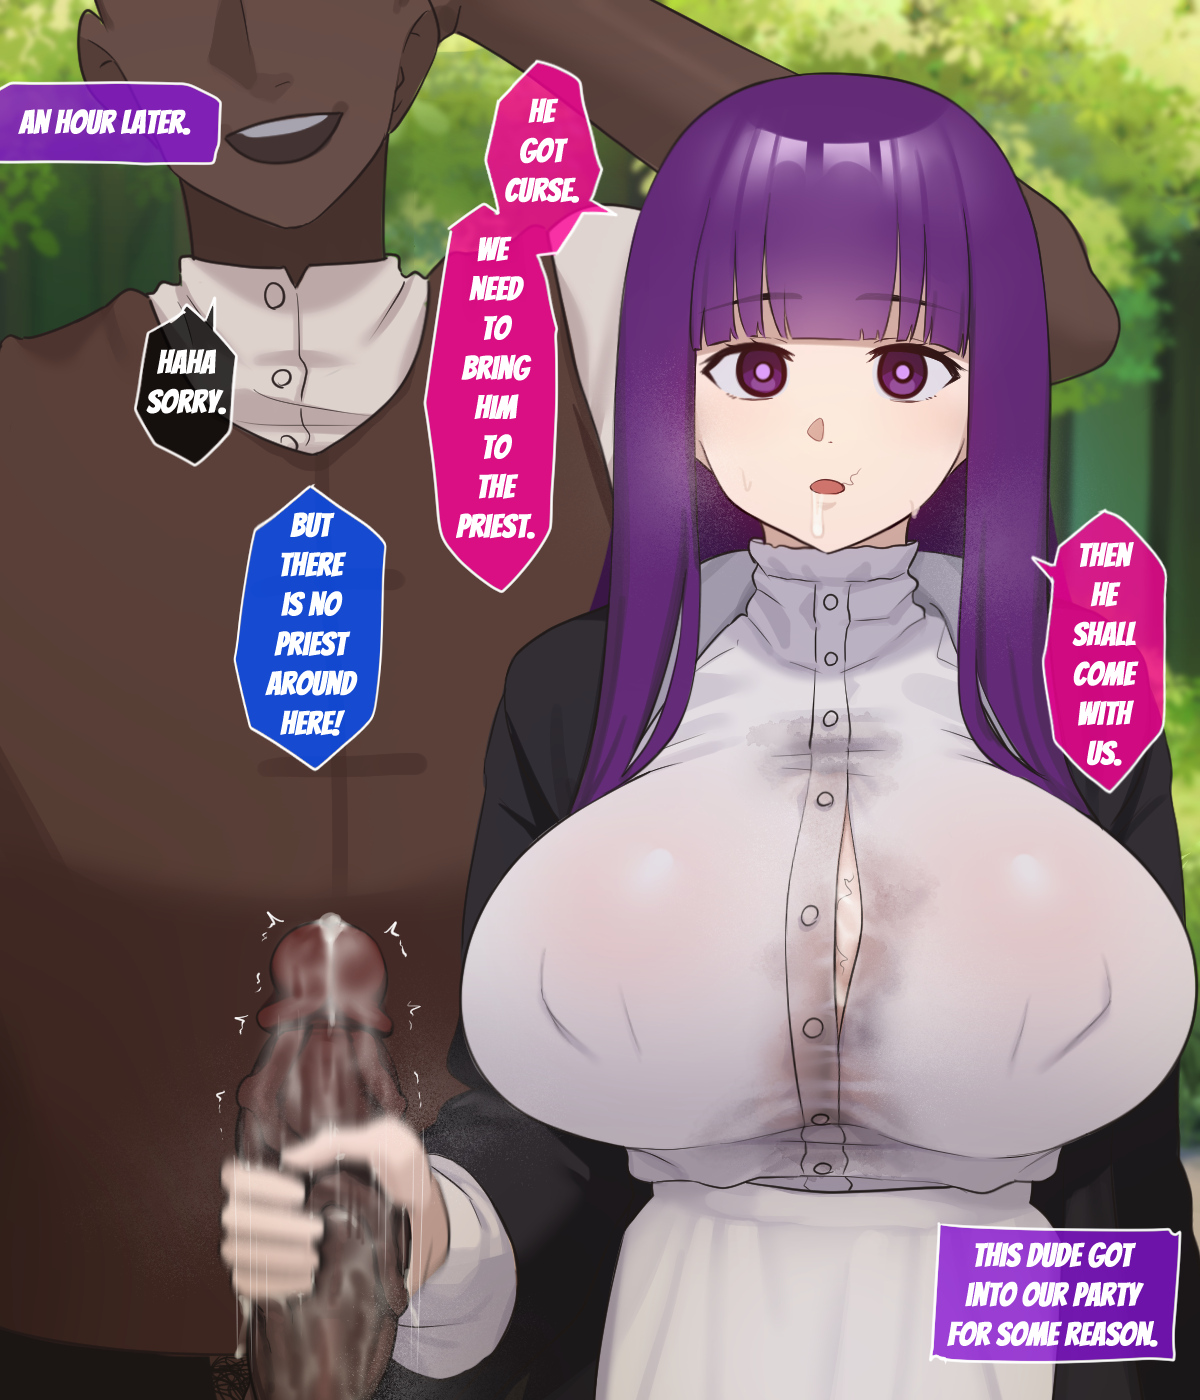 AN HOUR LATER.
HE
GOT
CURSE.
WE
NEED
TO
BRING
HIM
TO
THE
PRIEST.
HAHA
SORRY.
BUT
THERE
IS NO
PRIEST
AROUND
HERE!
THEN
HE
SHALL
COME
WITH
US.
THIS DUDE GOT
INTO OUR PARTY
FOR SOME REASON.